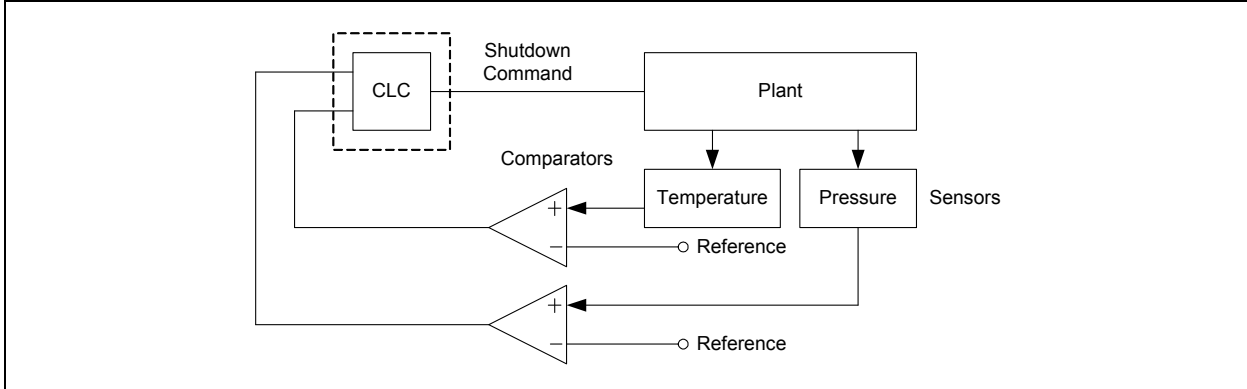 Shutdown
Command
CLC
Plant
Comparators
+
−
Temperature
Pressure
Sensors
Reference
+
−
Reference